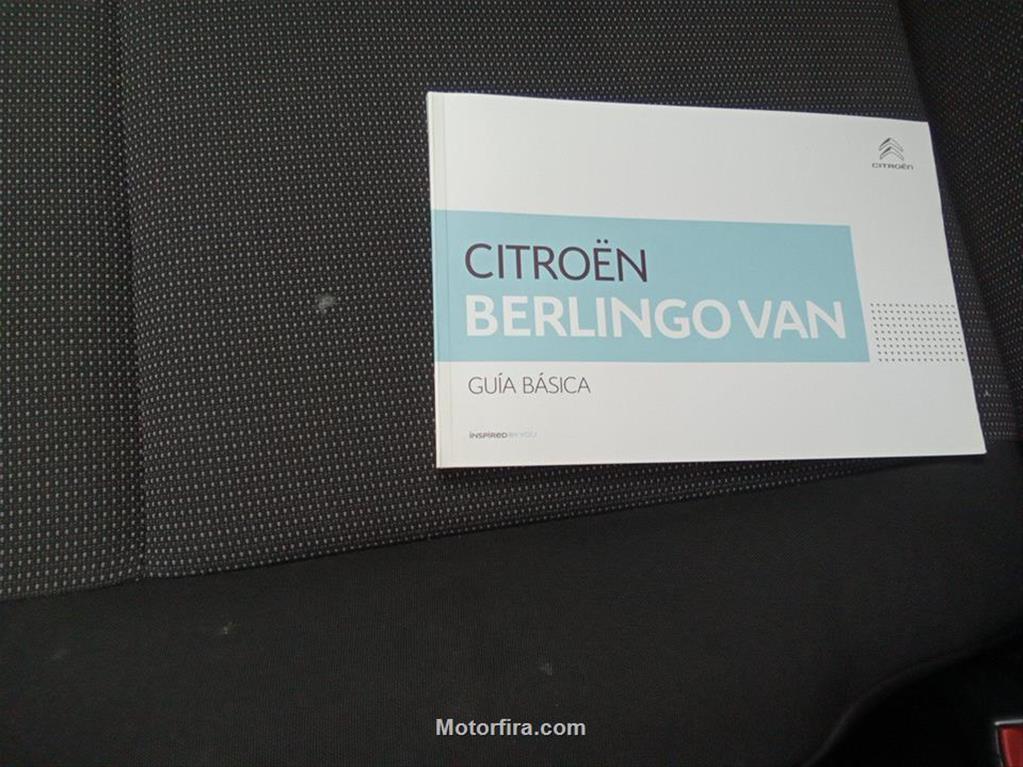 CITROËN
CITROËN
BERLINGO VAN
GUÍA BÁSICA
INSPIRED BY YOU
Motorfira.com